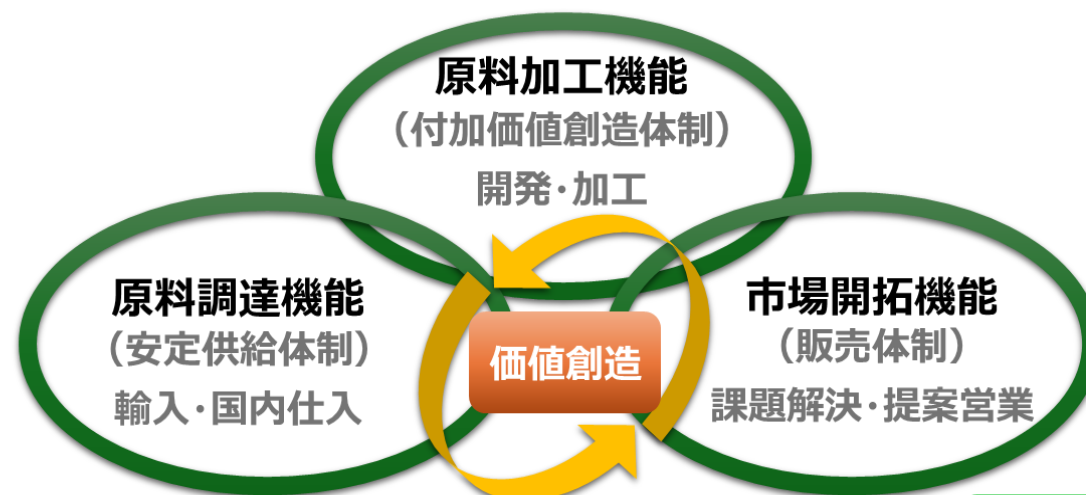 原料加工機能
（付加価値創造体制）
開発・加工
原料調達機能
（安定供給体制）
輸入・国内仕入
価値創造
市場開拓機能
（販売体制）
課題解決・提案営業